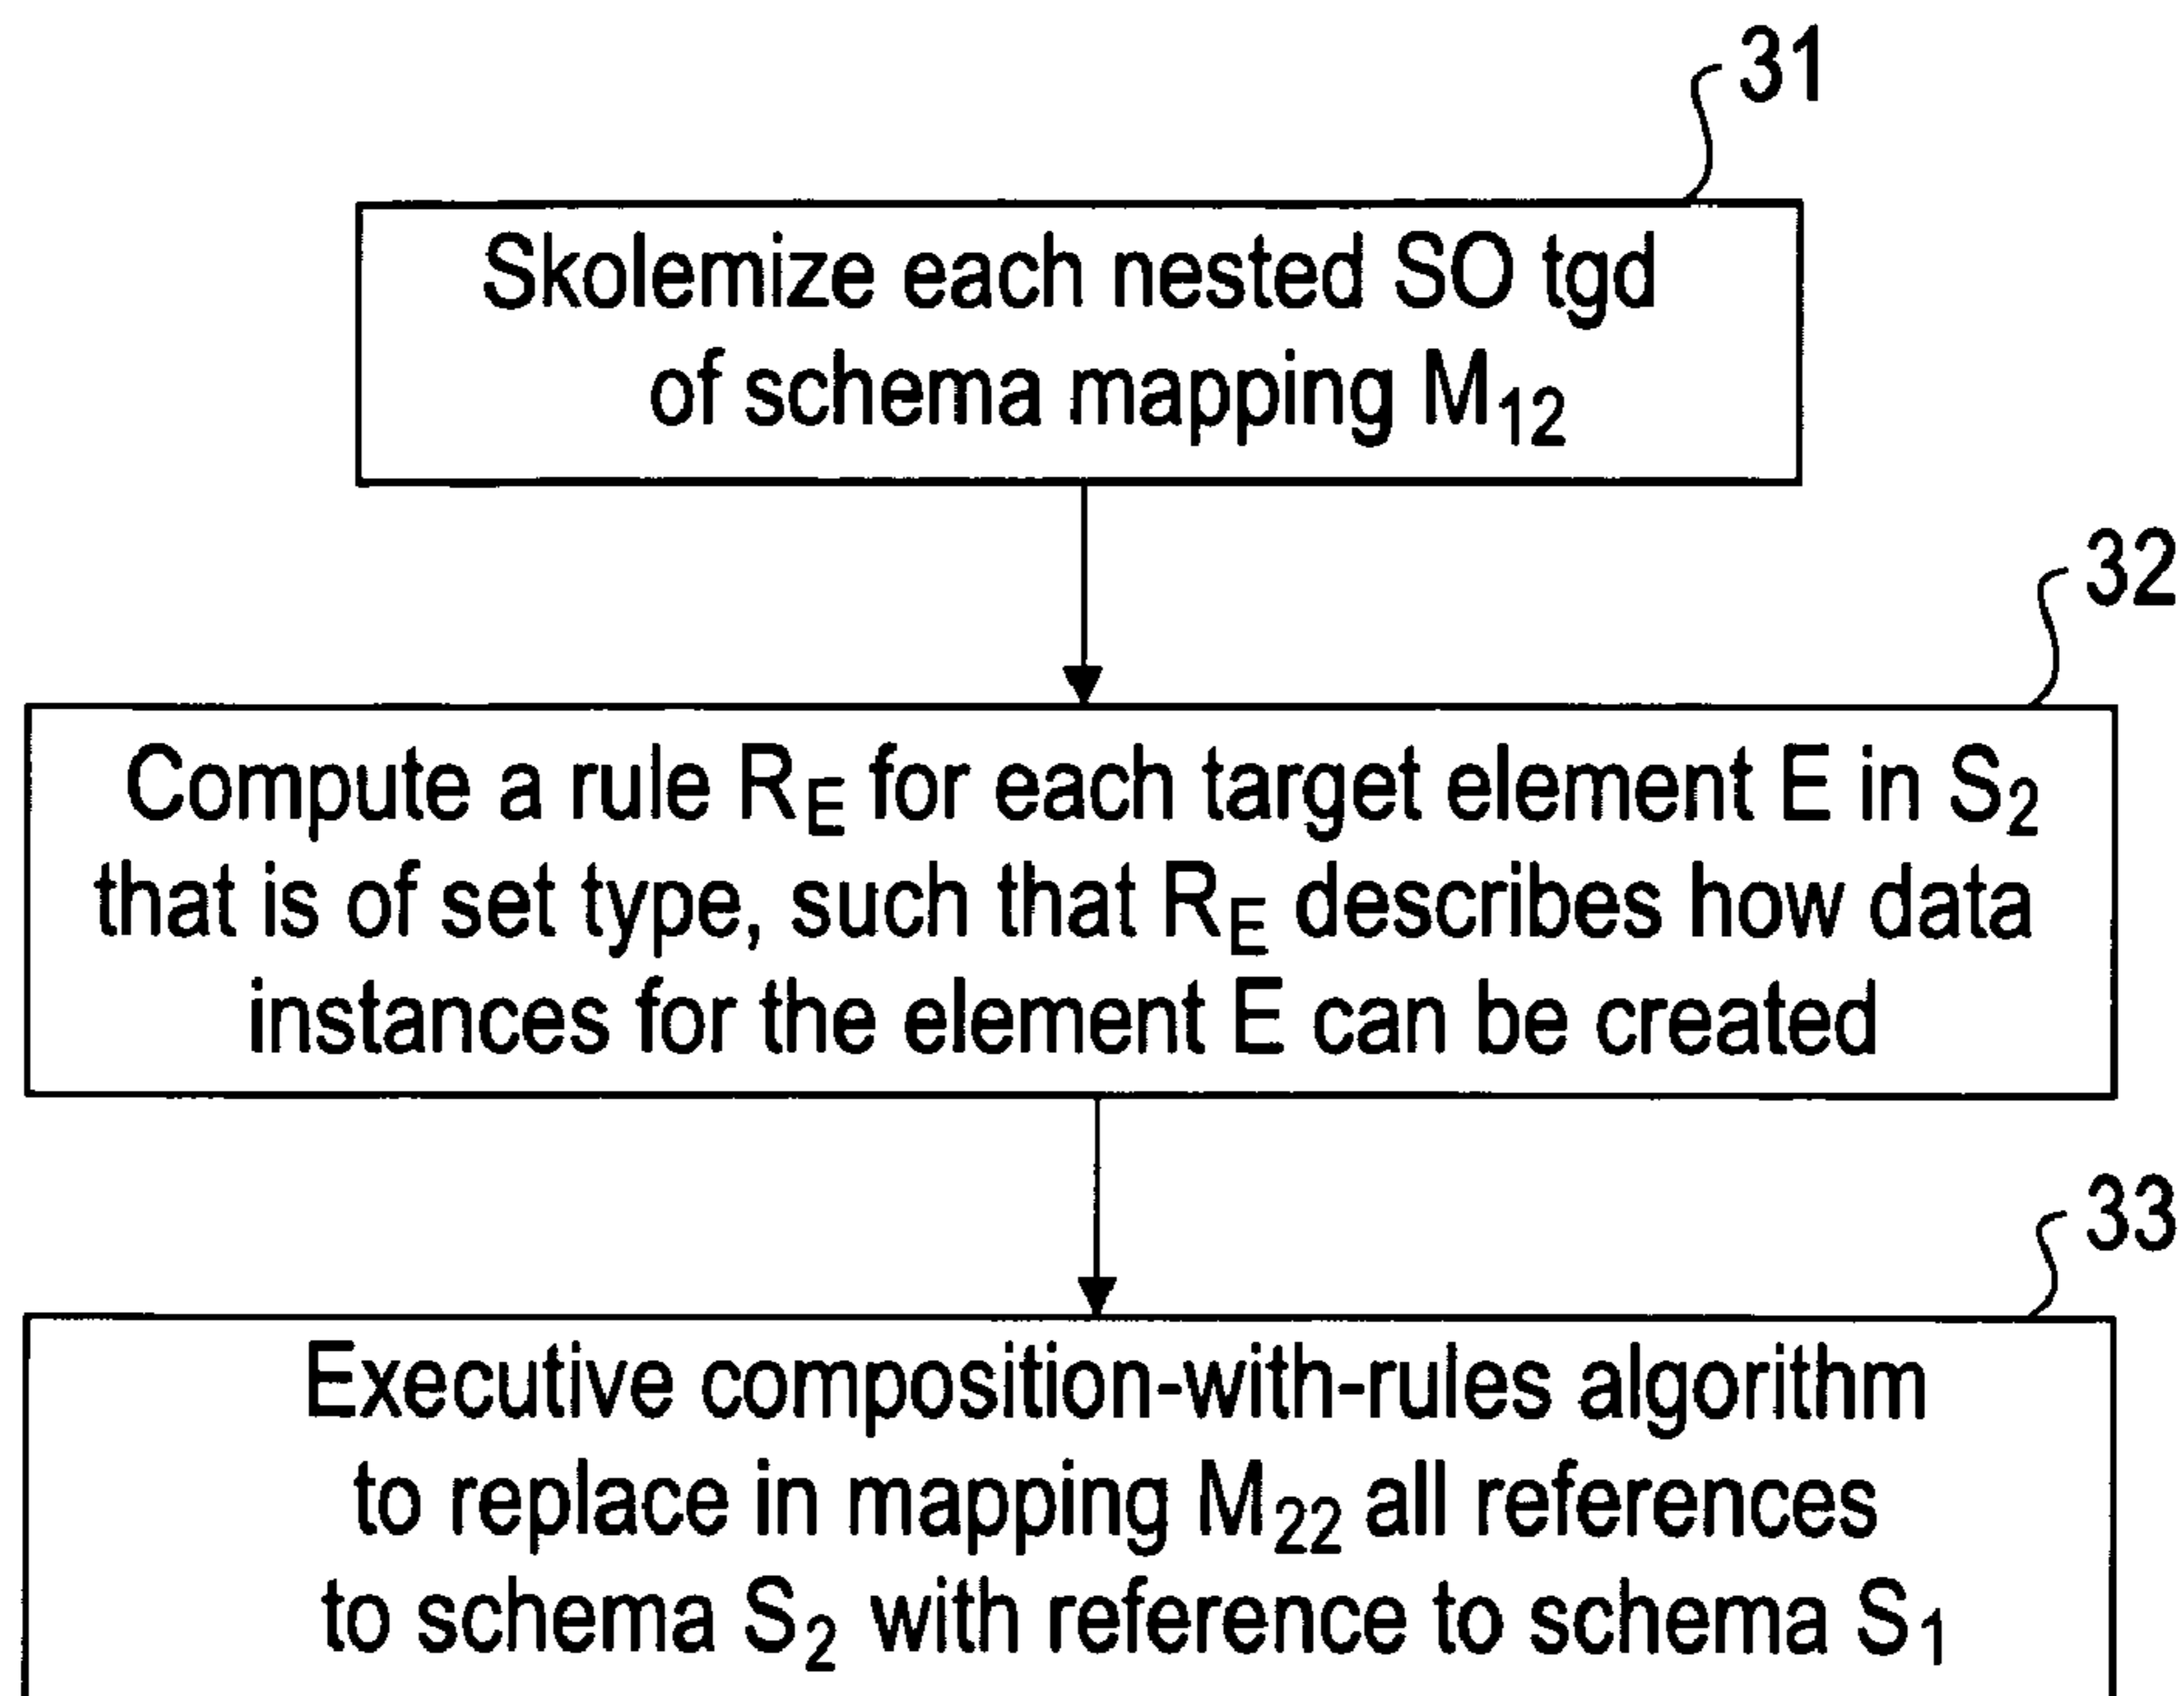 31
Skolemize each nested SO tgd
of schema mapping M₁₂
32
Compute a rule R_E for each target element E in S₂
that is of set type, such that R_E describes how data
instances for the element E can be created
33
Executive composition-with-rules algorithm
to replace in mapping M₂₂ all references
to schema S₂ with reference to schema S₁